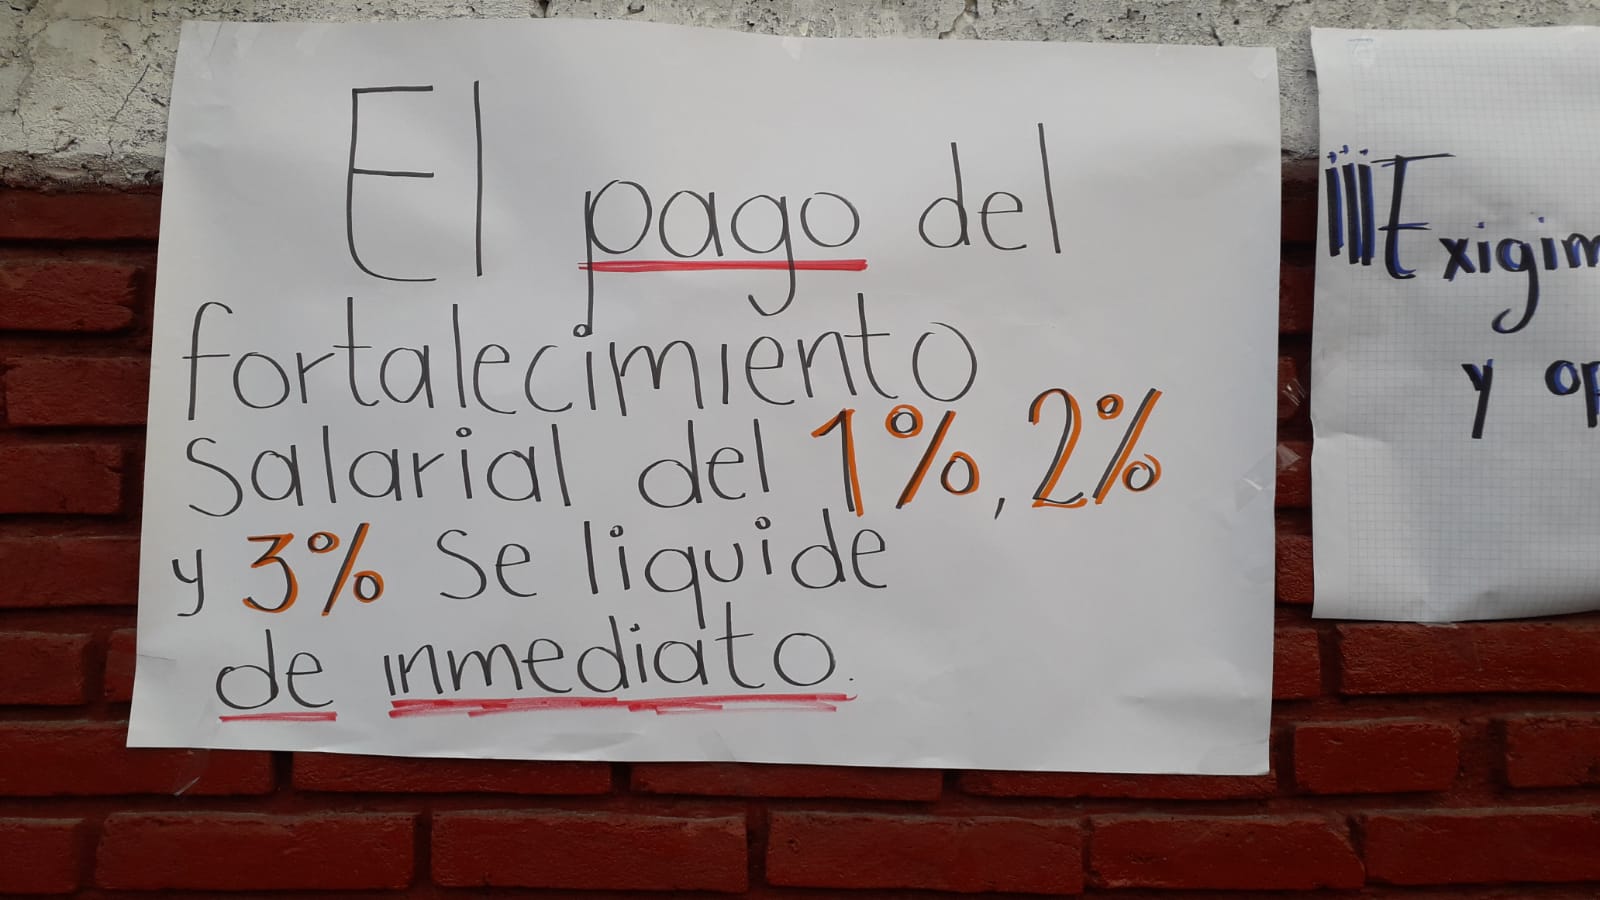 El pago del
fortalecimiento
Salarial del 1%, 2%
y 3% Se liquide
de inmediato.
¡¡¡Exigim
y op